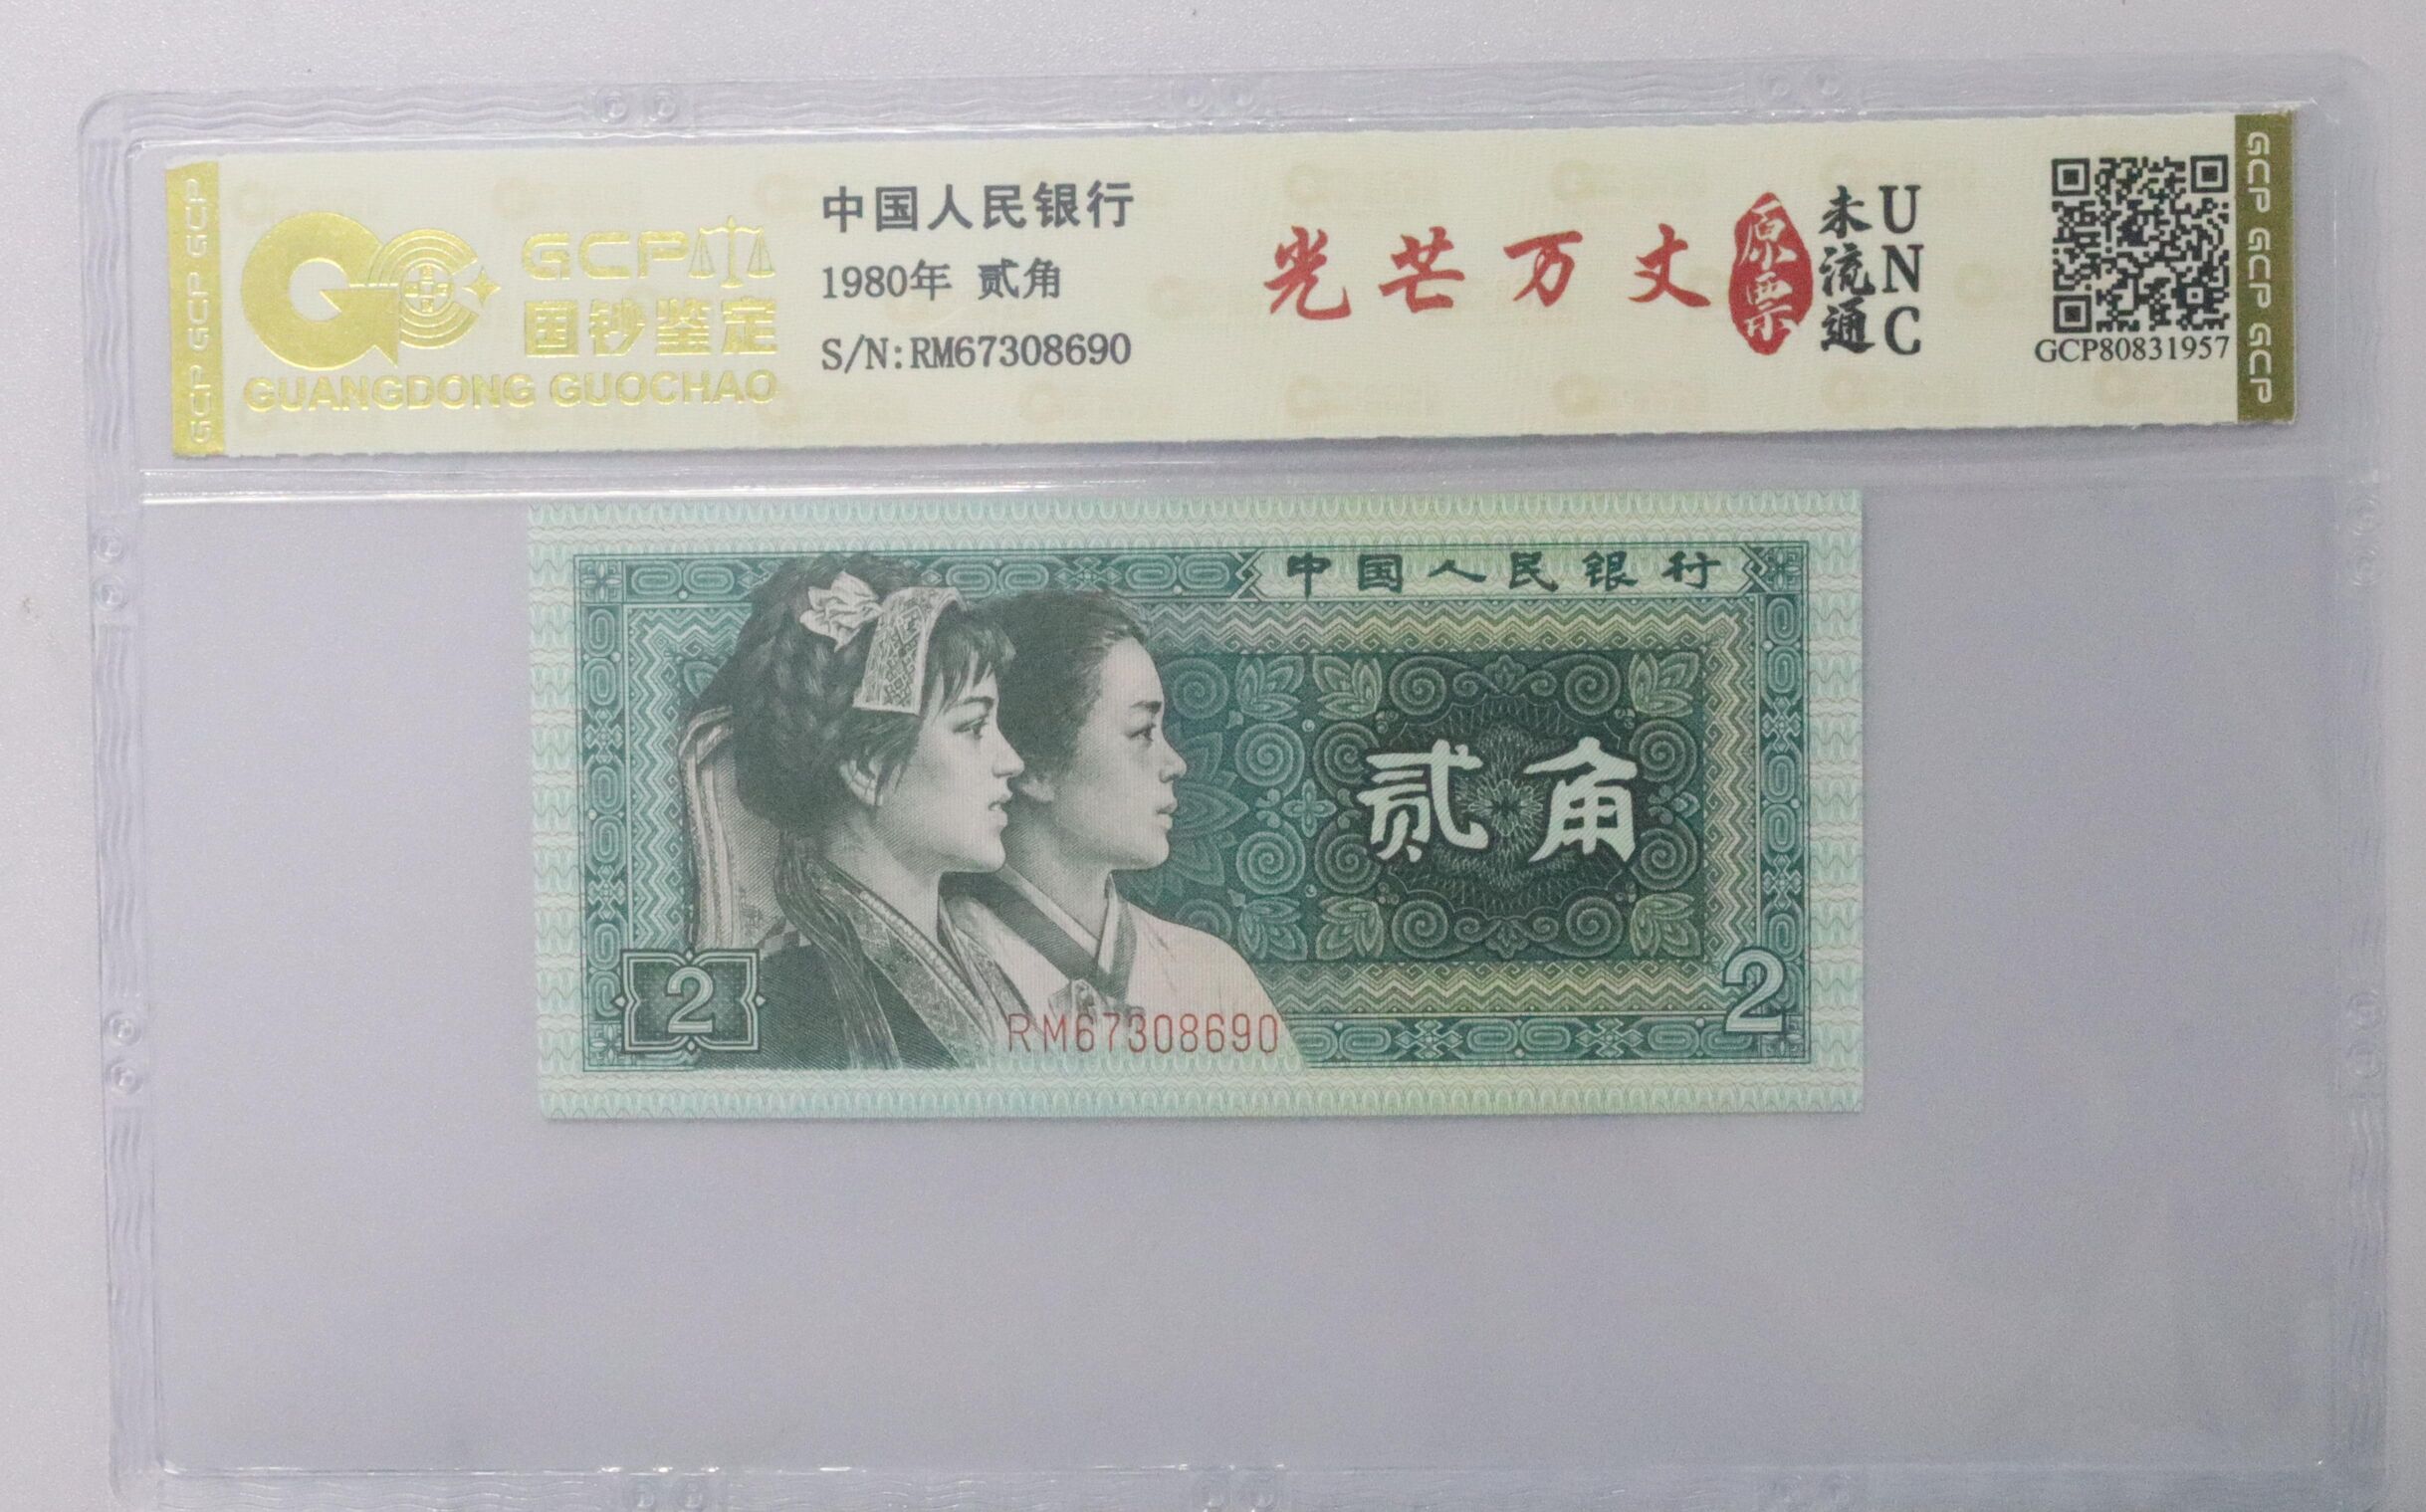 GCP GCP GCP
GCP
国钞鉴定
GUANGDONG GUOCHAO
中国人民银行
1980年 贰角
S/N:RM67308690
光芒万丈
原票
未流通
UNC
GCP80831957
GCP GCP GCP
中国人民银行
贰角
2
2
RM67308690